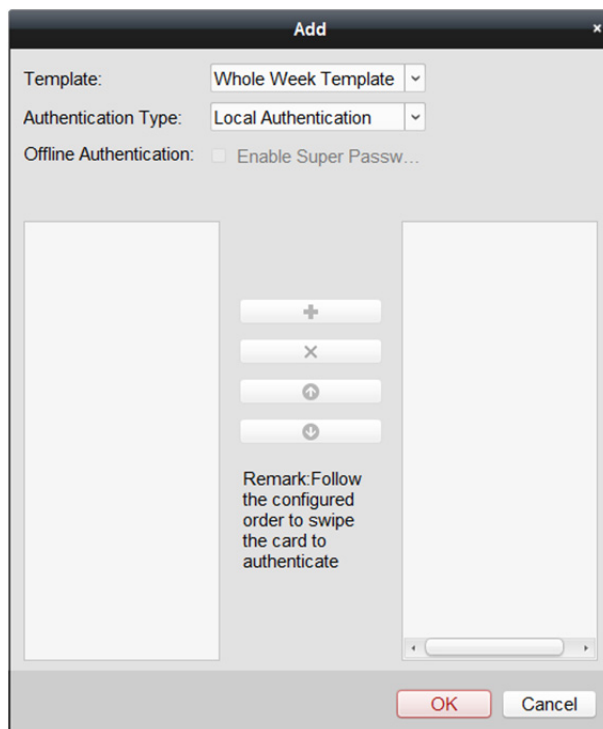 Add
Template: Whole Week Template
Authentication Type: Local Authentication
Offline Authentication: Enable Super Passw...
Remark:Follow
the configured
order to swipe
the card to
authenticate
OK Cancel